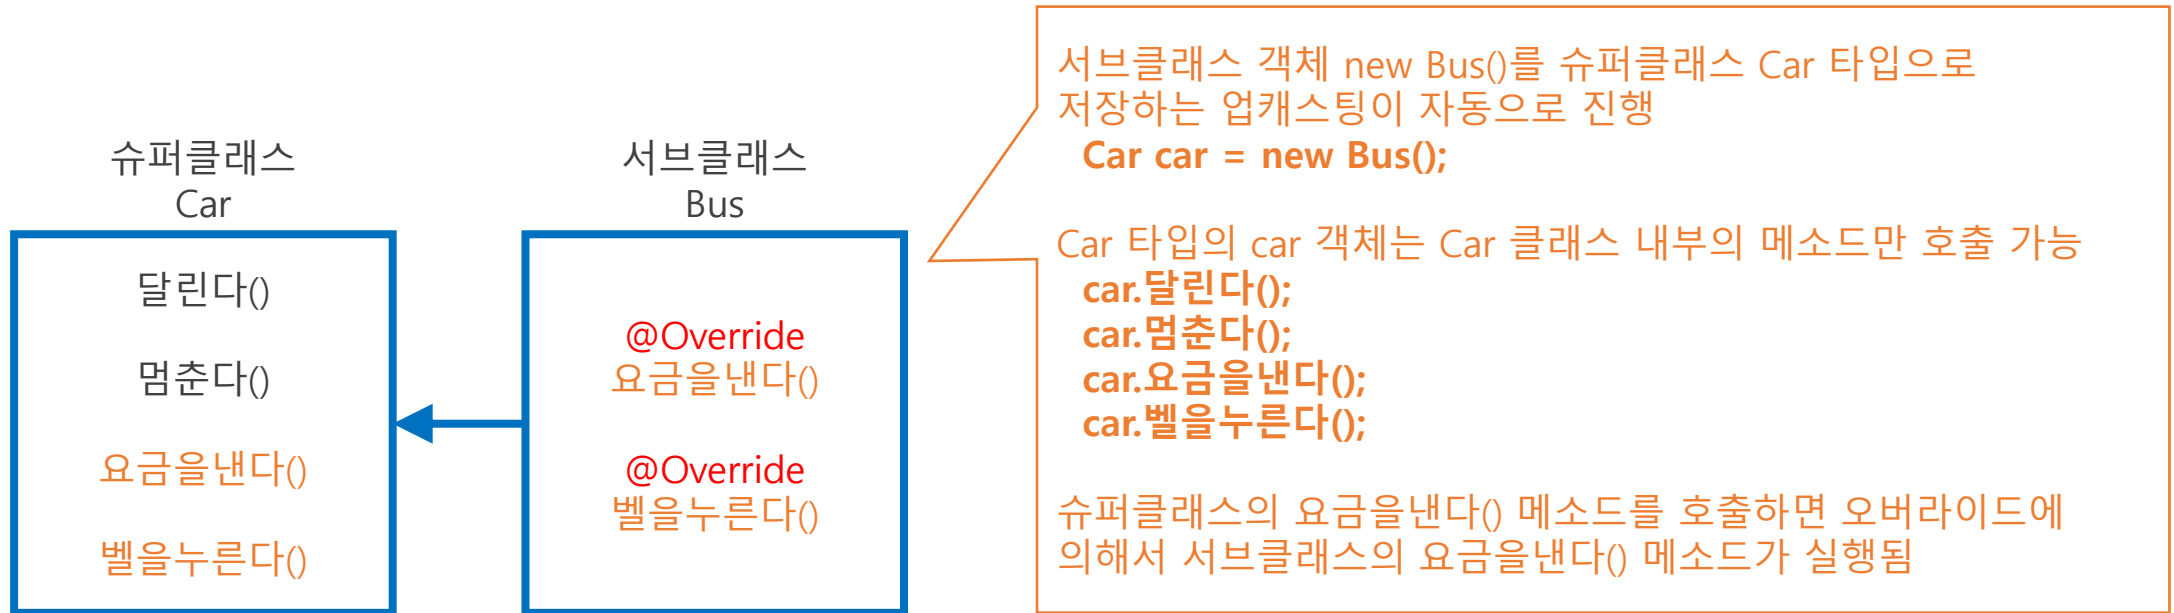 슈퍼클래스
Car
달린다()
멈춘다()
요금을낸다()
벨을누른다()
서브클래스
Bus
@Override
요금을낸다()
@Override
벨을누른다()
서브클래스 객체 new Bus()를 슈퍼클래스 Car 타입으로
저장하는 업캐스팅이 자동으로 진행
Car car = new Bus();
Car 타입의 car 객체는 Car 클래스 내부의 메소드만 호출 가능
car.달린다();
car.멈춘다();
car.요금을낸다();
car.벨을누른다();
슈퍼클래스의 요금을낸다() 메소드를 호출하면 오버라이드에
의해서 서브클래스의 요금을낸다() 메소드가 실행됨